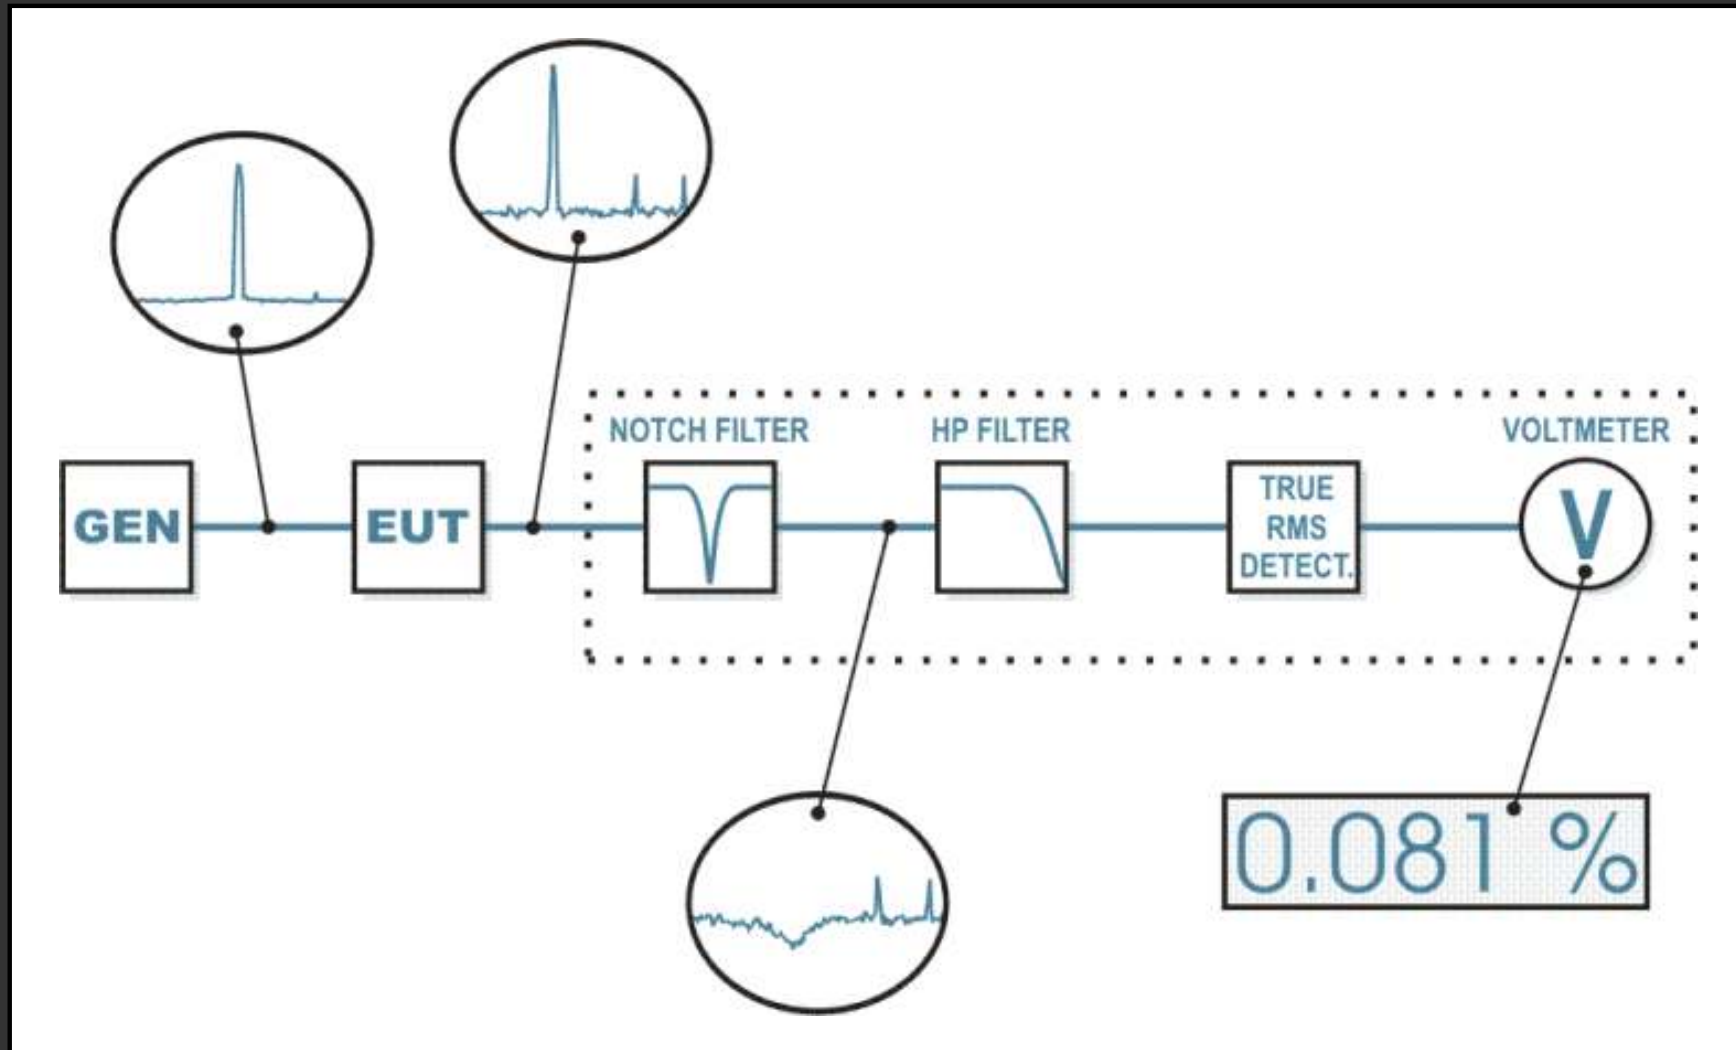 NOTCH FILTER
HP FILTER
VOLTMETER
GEN
EUT
TRUE
RMS
DETECT.
V
0.081 %